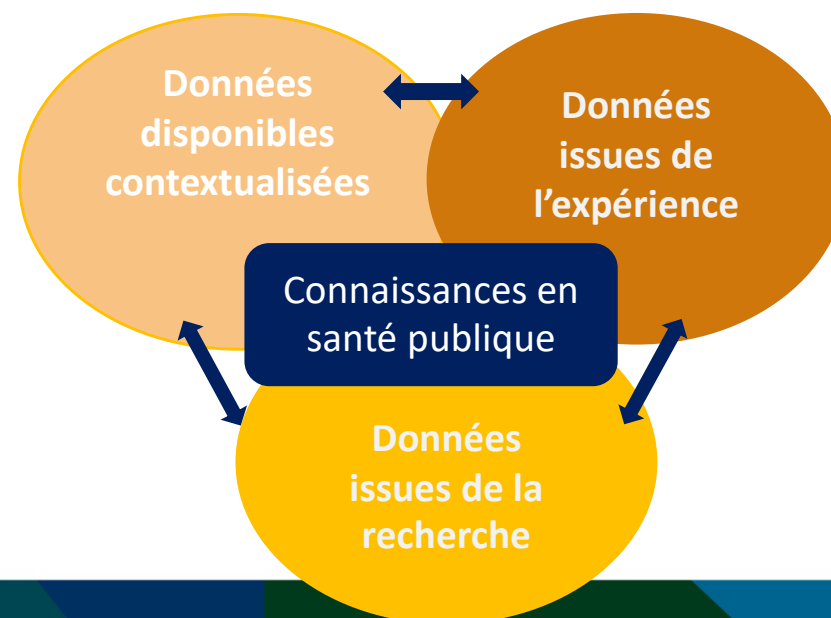 Données
disponibles
contextualisées
Données
issues de
l’expérience
Connaissances en
santé publique
Données
issues de la
recherche